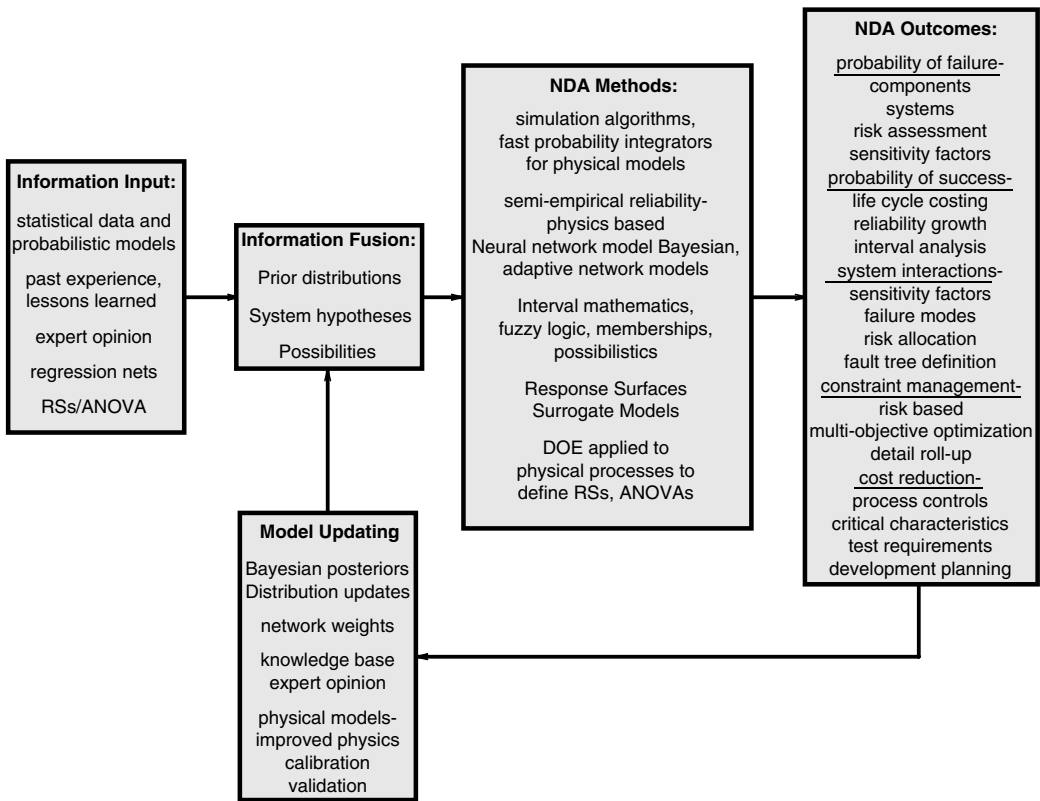 Information Input:
statistical data and
probabilistic models
past experience,
lessons learned
expert opinion
regression nets
RSs/ANOVA
Information Fusion:
Prior distributions
System hypotheses
Possibilities
NDA Methods:
simulation algorithms,
fast probability integrators
for physical models
semi-empirical reliability-
physics based
Neural network model Bayesian,
adaptive network models
Interval mathematics,
fuzzy logic, memberships,
possibilistics
Response Surfaces
Surrogate Models
DOE applied to
physical processes to
define RSs, ANOVAs
NDA Outcomes:
probability of failure-
components
systems
risk assessment
sensitivity factors
probability of success-
life cycle costing
reliability growth
interval analysis
system interactions-
sensitivity factors
failure modes
risk allocation
fault tree definition
constraint management-
risk based
multi-objective optimization
detail roll-up
cost reduction-
process controls
critical characteristics
test requirements
development planning
Model Updating
Bayesian posteriors
Distribution updates
network weights
knowledge base
expert opinion
physical models-
improved physics
calibration
validation